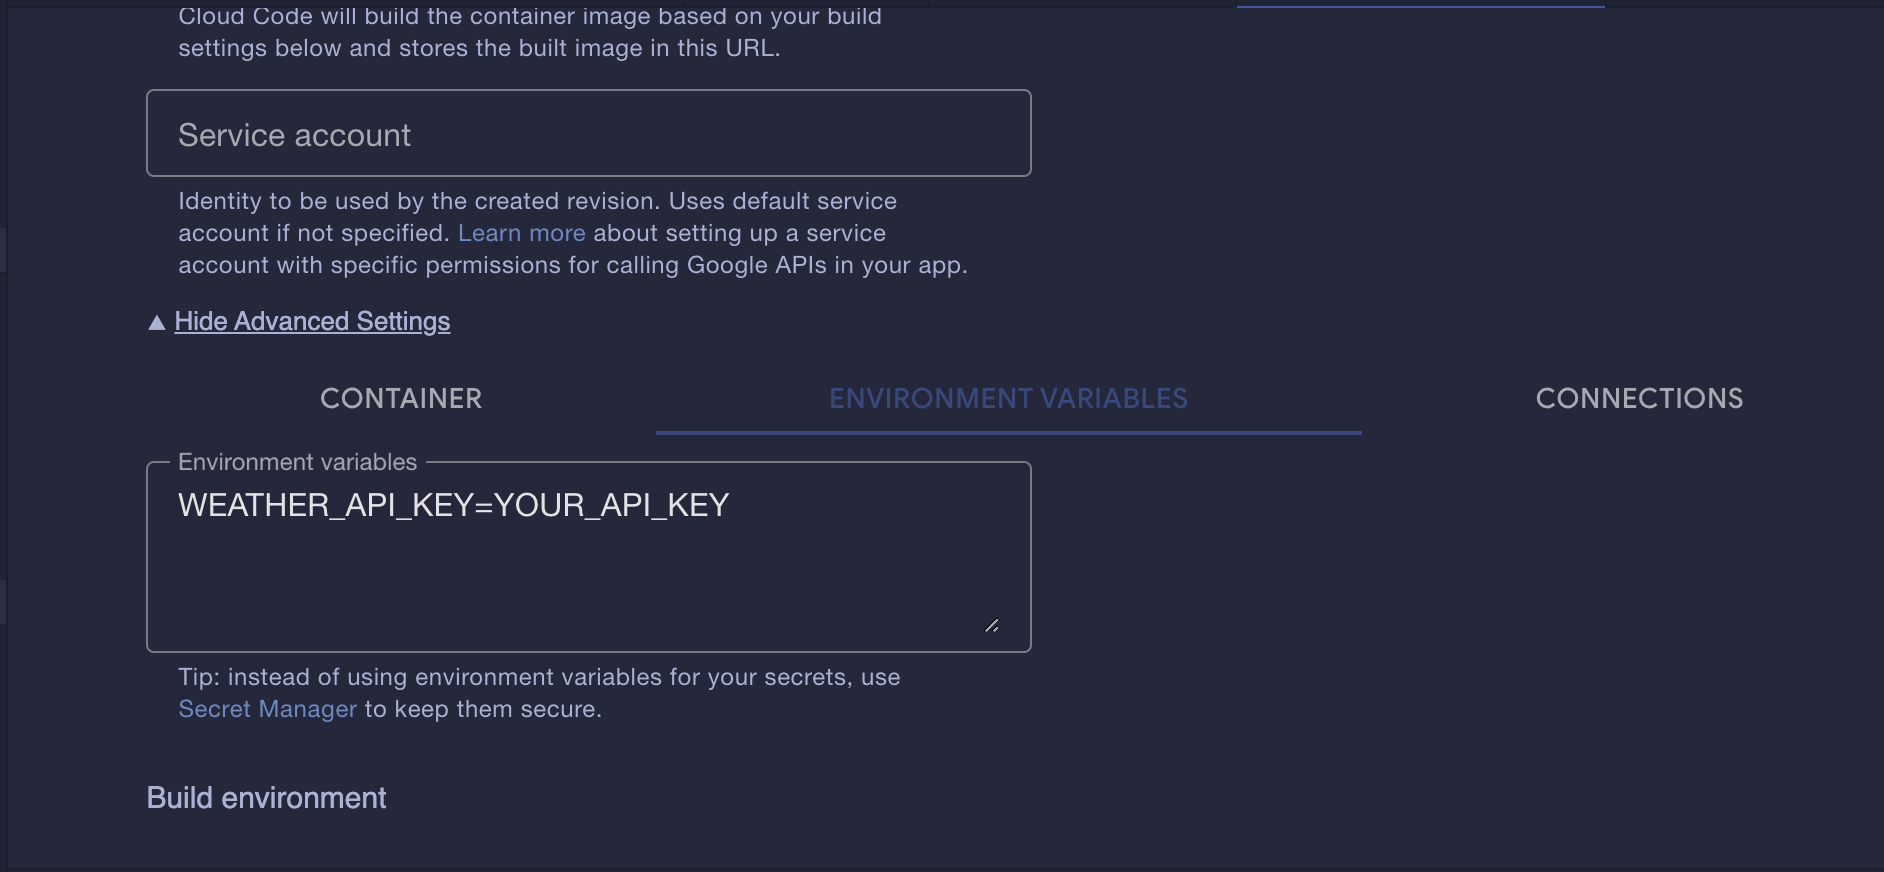 Cloud Code will build the container image based on your build
settings below and stores the built image in this URL.
Service account
Identity to be used by the created revision. Uses default service
account if not specified. Learn more about setting up a service
account with specific permissions for calling Google APIs in your app.
▲ Hide Advanced Settings
CONTAINER ENVIRONMENT VARIABLES CONNECTIONS
Environment variables
WEATHER_API_KEY=YOUR_API_KEY
Tip: instead of using environment variables for your secrets, use
Secret Manager to keep them secure.
Build environment